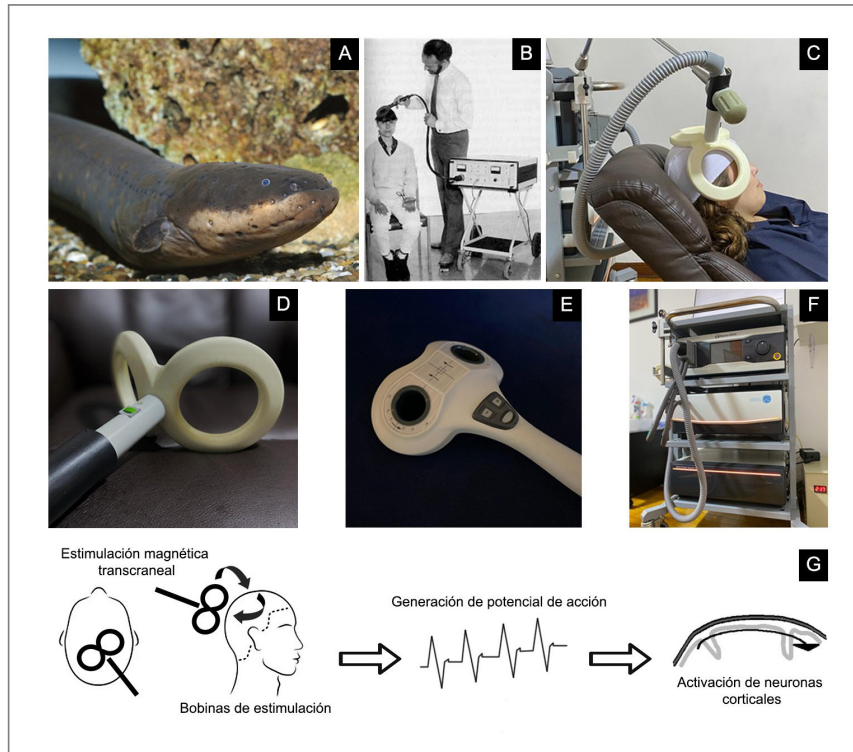 A
B
C
D
E
F
G
Estimulación magnética
transcraneal
Generación de potencial de acción
Bobinas de estimulación
Activación de neuronas
corticales